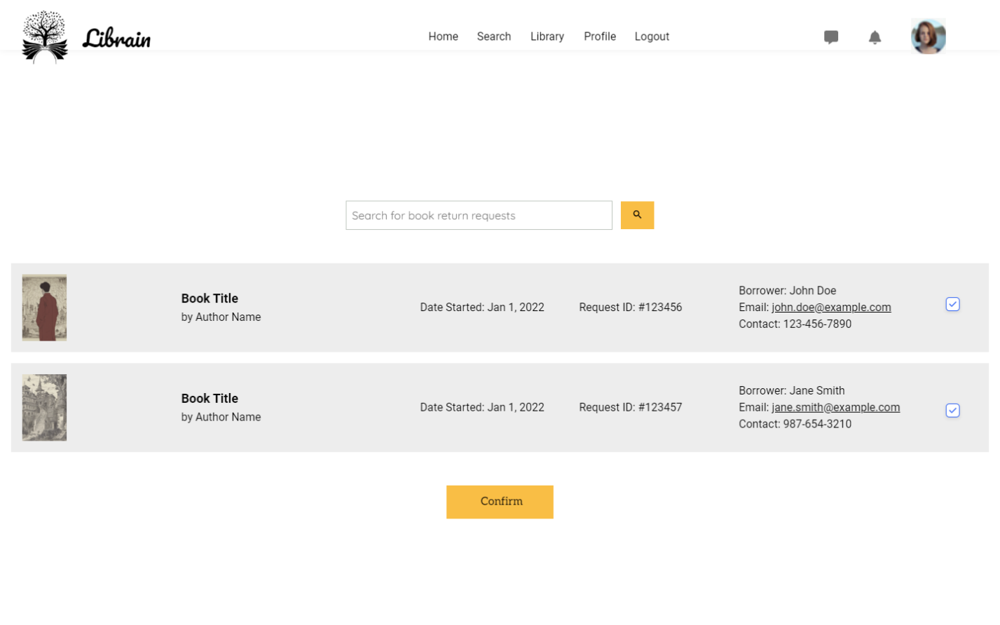 Librain
Home Search Library Profile Logout
Search for book return requests
Book Title
by Author Name
Date Started: Jan 1, 2022
Request ID: #123456
Borrower: John Doe
Email: john.doe@example.com
Contact: 123-456-7890
Book Title
by Author Name
Date Started: Jan 1, 2022
Request ID: #123457
Borrower: Jane Smith
Email: jane.smith@example.com
Contact: 987-654-3210
Confirm